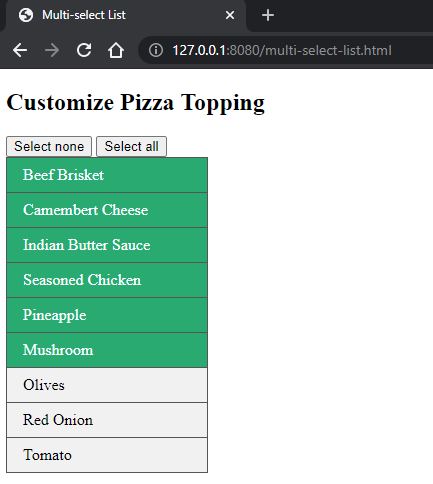 Multi-select List
127.0.0.1:8080/multi-select-list.html
Customize Pizza Topping
Select none Select all
Beef Brisket
Camembert Cheese
Indian Butter Sauce
Seasoned Chicken
Pineapple
Mushroom
Olives
Red Onion
Tomato